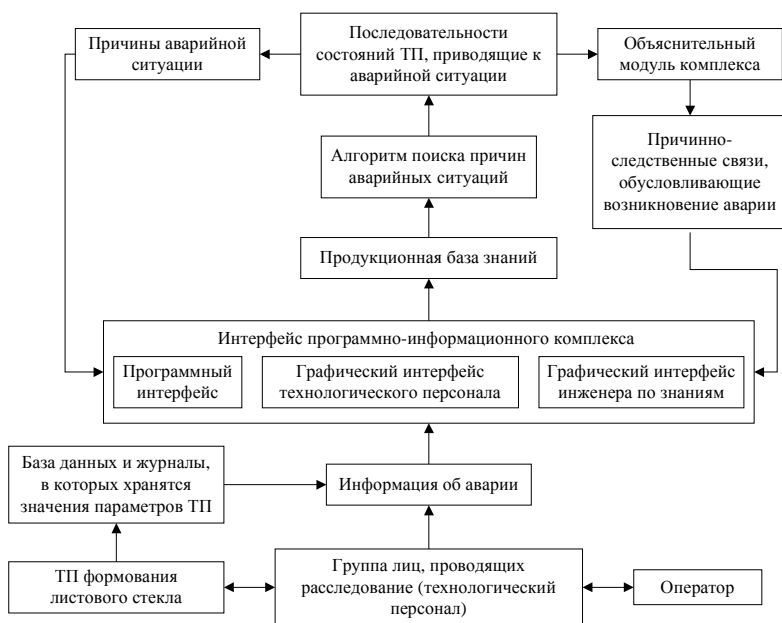 Причины аварийной
ситуации
Последовательности
состояний ТП, приводящие к
аварийной ситуации
Объяснительный
модуль комплекса
Алгоритм поиска причин
аварийных ситуаций
Причинно-
следственные связи,
обусловливающие
возникновение аварии
Продукционная база знаний
Интерфейс программно-информационного комплекса
Программный
интерфейс
Графический интерфейс
технологического персонала
Графический интерфейс
инженера по знаниям
База данных и журналы,
в которых хранятся
значения параметров ТП
Информация об аварии
ТП формования
листового стекла
Группа лиц, проводящих
расследование (технологический
персонал)
Оператор